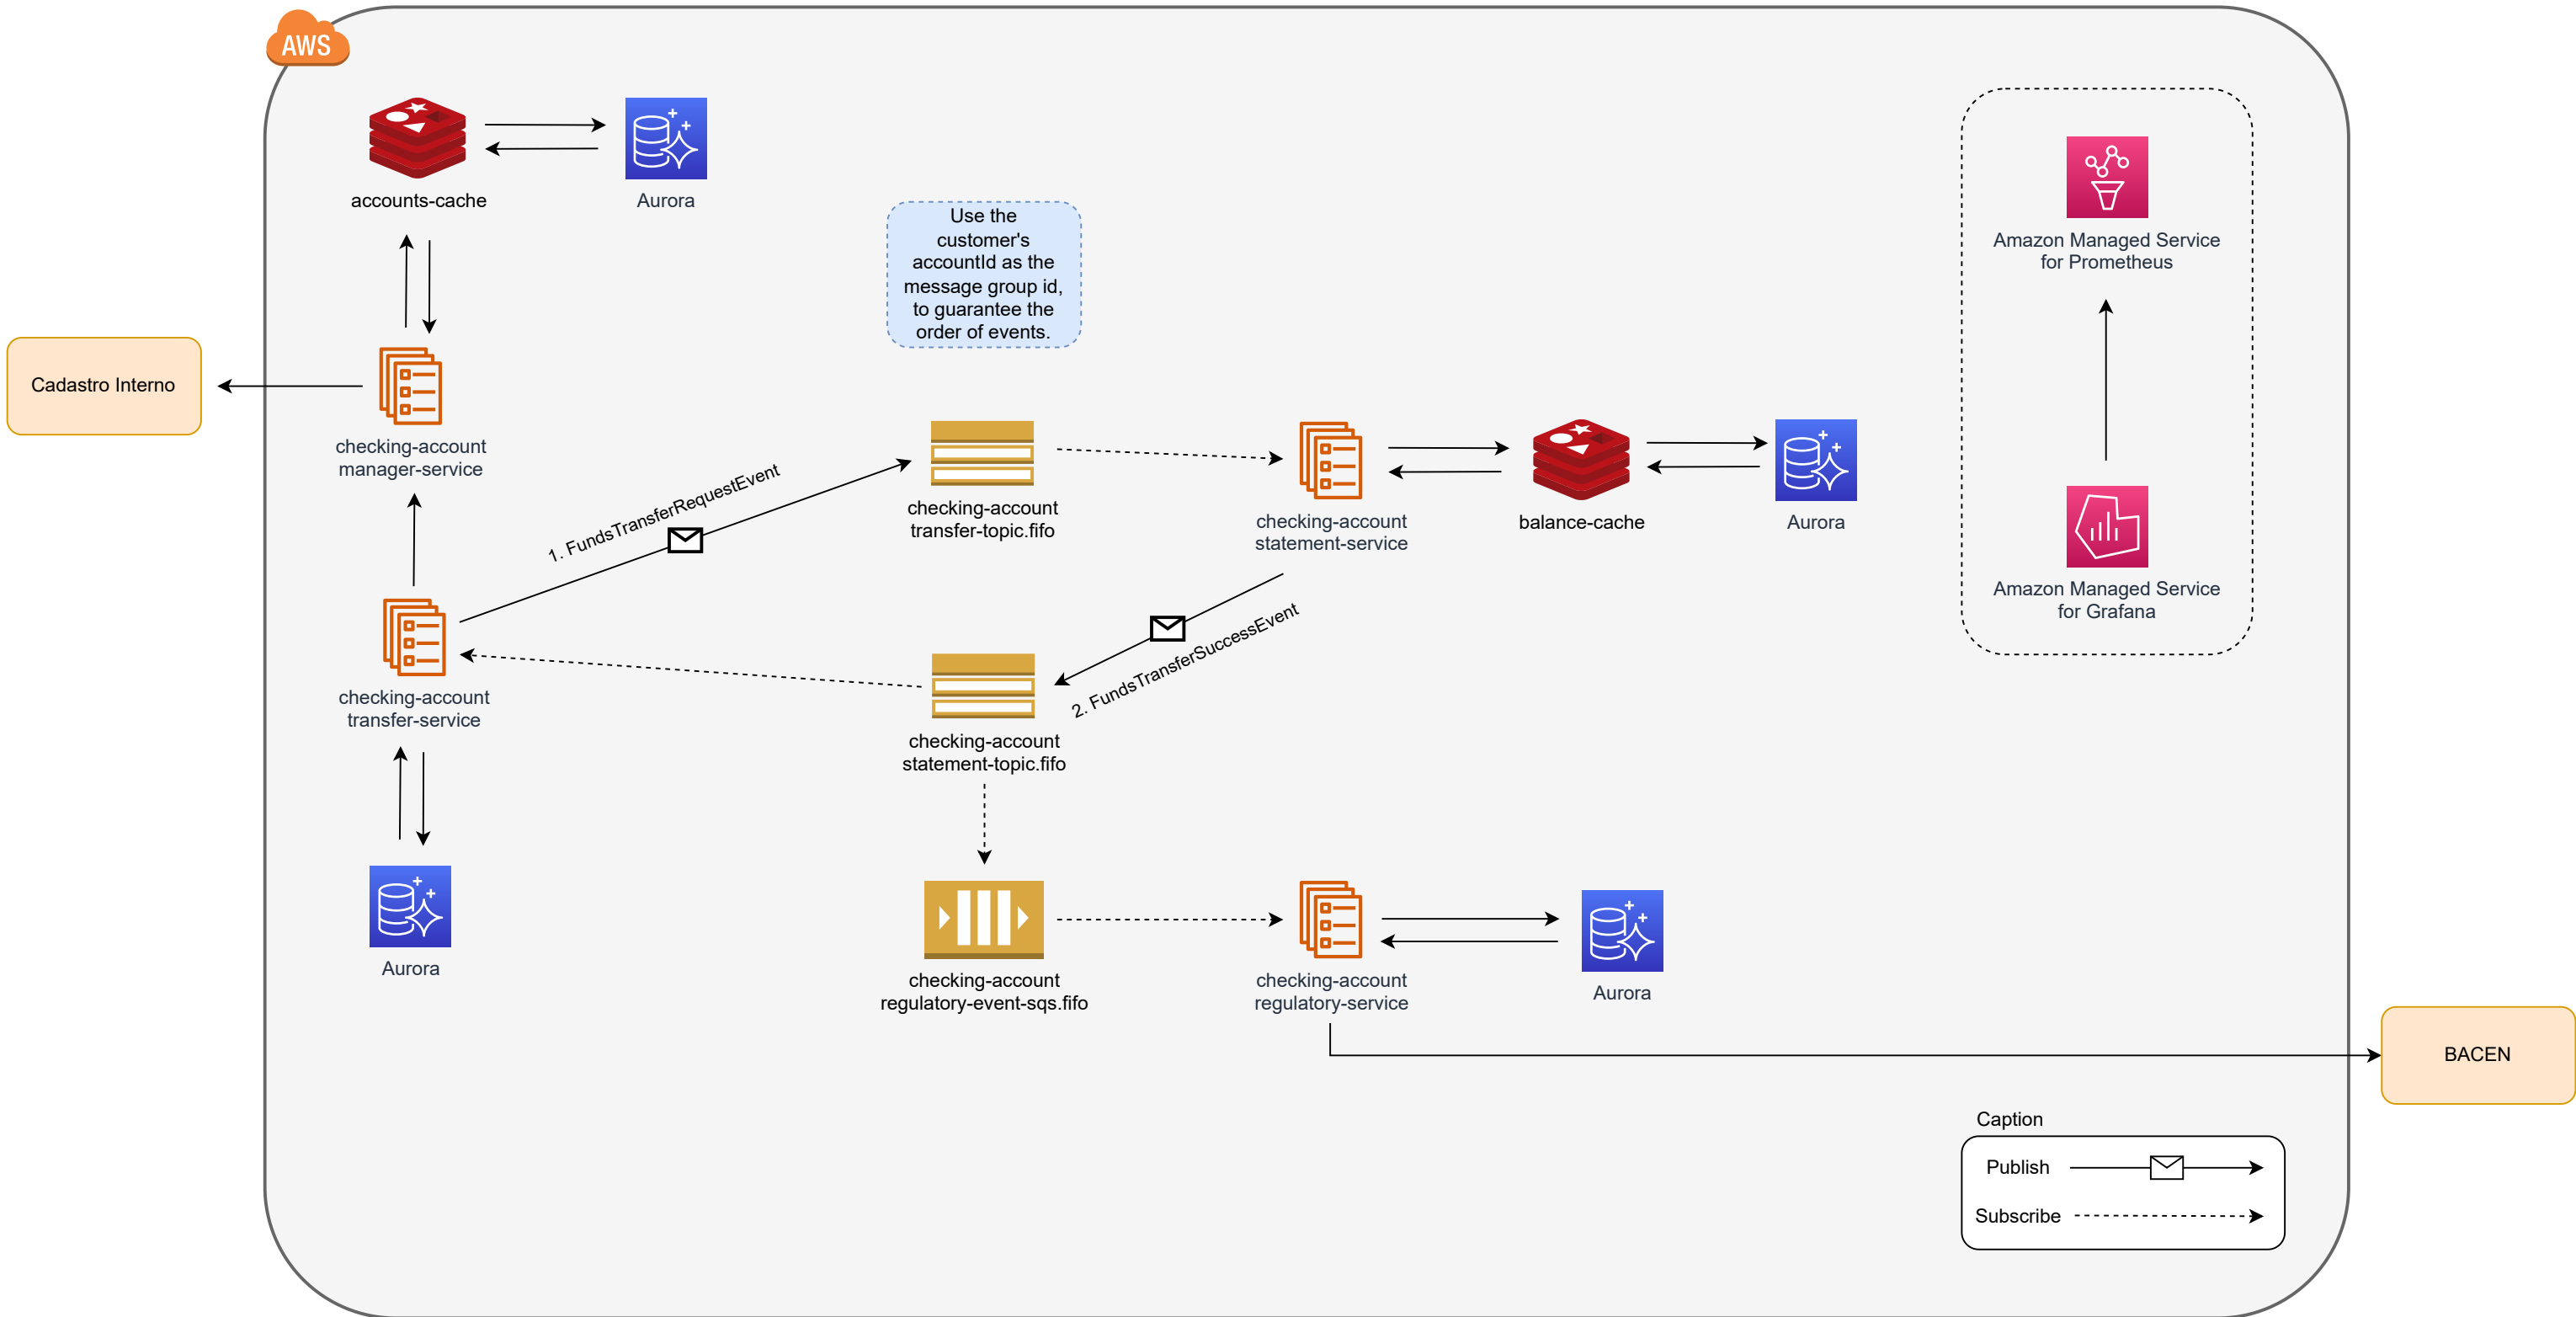 AWS
accounts-cache
Aurora
Use the
customer's
accountId as the
message group id,
to guarantee the
order of events.
Amazon Managed Service
for Prometheus
Cadastro Interno
checking-account
manager-service
1. FundsTransferRequestEvent
checking-account
transfer-topic.fifo
checking-account
statement-service
balance-cache
Aurora
Amazon Managed Service
for Grafana
2. FundsTransferSuccessEvent
checking-account
transfer-service
checking-account
statement-topic.fifo
Aurora
checking-account
regulatory-event-sqs.fifo
checking-account
regulatory-service
Aurora
BACEN
Caption
Publish
Subscribe